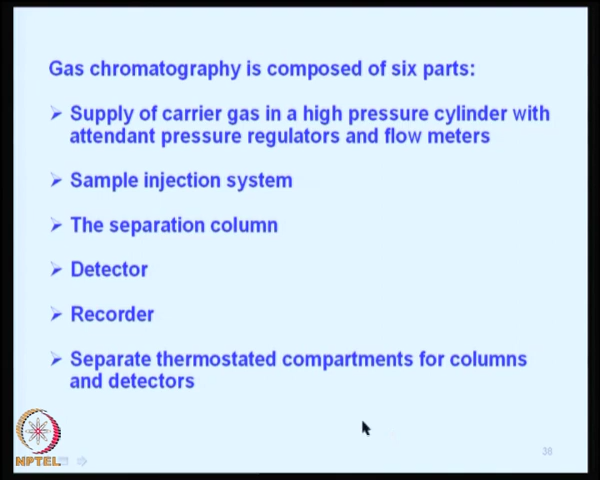 Gas chromatography is composed of six parts:
Supply of carrier gas in a high pressure cylinder with
attendant pressure regulators and flow meters
Sample injection system
The separation column
Detector
Recorder
Separate thermostated compartments for columns
and detectors
NPTEL
38